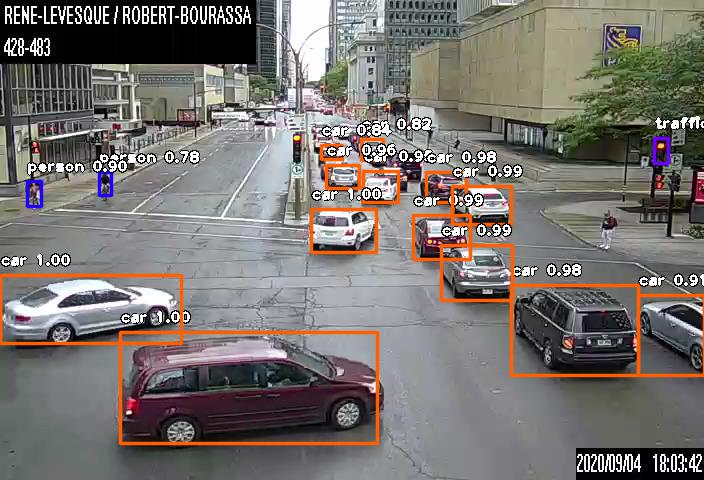 RENE-LEVESQUE / ROBERT-BOURASSA
428-483
car 0.82
car 0.84
car 0.96
person 0.78
person 0.90
car 0.98
car 0.99
car 1.00
car 0.99
car 0.99
car 1.00
car 0.98
car 0.91
car 1.00
RBC
2020/09/04 18:03:42